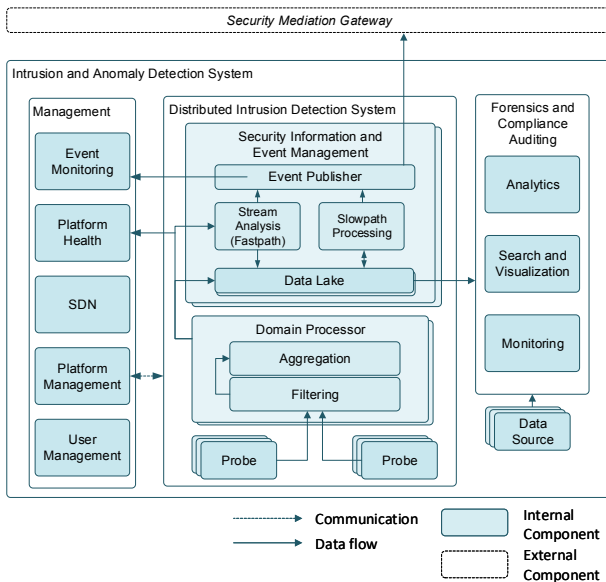 Security Mediation Gateway
Intrusion and Anomaly Detection System
Management
Event
Monitoring
Platform
Health
SDN
Platform
Management
User
Management
Distributed Intrusion Detection System
Security Information and
Event Management
Event Publisher
Stream
Analysis
(Fastpath)
Slowpath
Processing
Data Lake
Domain Processor
Aggregation
Filtering
Probe
Probe
Forensics and
Compliance
Auditing
Analytics
Search and
Visualization
Monitoring
Data
Source
Communication
Data flow
Internal
Component
External
Component